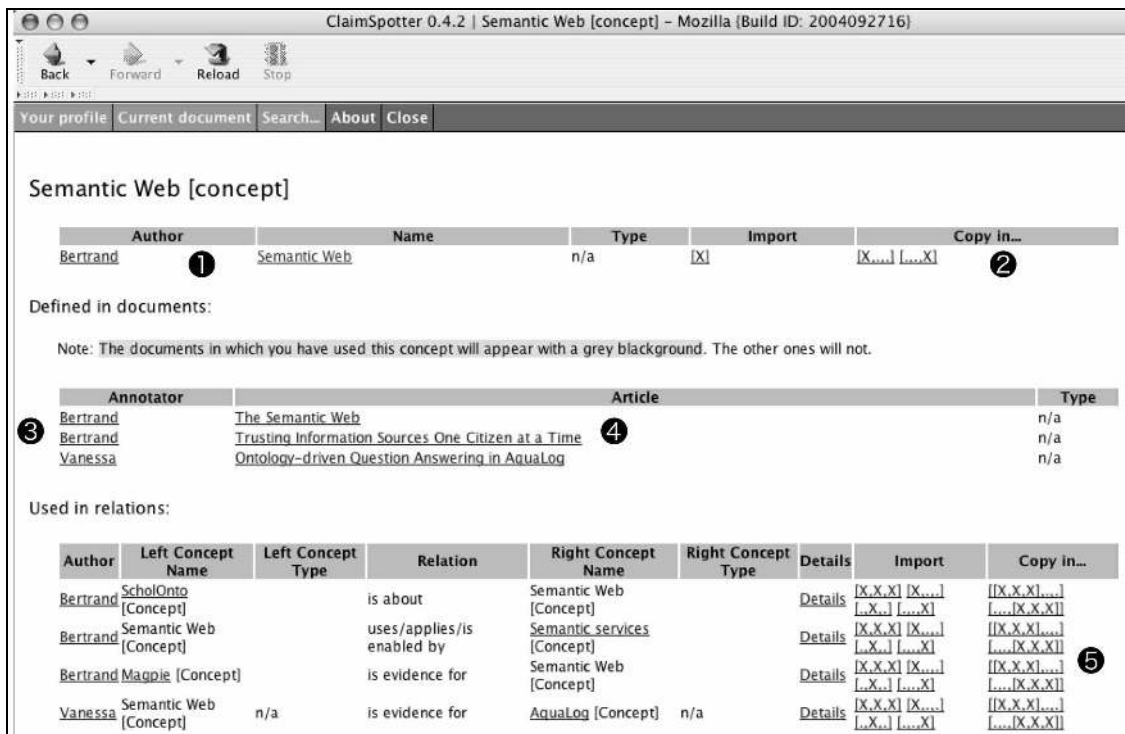 ClaimSpotter 0.4.2 | Semantic Web [concept] – Mozilla {Build ID: 2004092716}
Back Forward Reload Stop
Your profile Current document Search... About Close
Semantic Web [concept]
Author Name Type Import Copy in...
Bertrand ❶ Semantic Web n/a [X] [X,...,] [...,X] ❷
Defined in documents:
Note: The documents in which you have used this concept will appear with a grey blackground. The other ones will not.
Annotator Article Type
Bertrand The Semantic Web n/a
❸ Bertrand Trusting Information Sources One Citizen at a Time ❹ n/a
Vanessa Ontology-driven Question Answering in AquaLog n/a
Used in relations:
Author Left Concept Name Left Concept Type Relation Right Concept Name Right Concept Type Details Import Copy in...
Bertrand ScholOnto [Concept] is about Semantic Web [Concept] Details [X,X,X] [X,...,] [..X..] [...,X] [[X,X,X],...,] [...,[X,X,X]]
Bertrand Semantic Web [Concept] uses/applies/is enabled by Semantic services [Concept] Details [X,X,X] [X,...,] [..X..] [...,X] [[X,X,X],...,] [...,[X,X,X]]
❺
Bertrand Magpie [Concept] is evidence for Semantic Web [Concept] Details [X,X,X] [X,...,] [..X..] [...,X] [[X,X,X],...,] [...,[X,X,X]]
Vanessa Semantic Web [Concept] n/a is evidence for AquaLog [Concept] n/a Details [X,X,X] [X,...,] [..X..] [...,X] [[X,X,X],...,] [...,[X,X,X]]